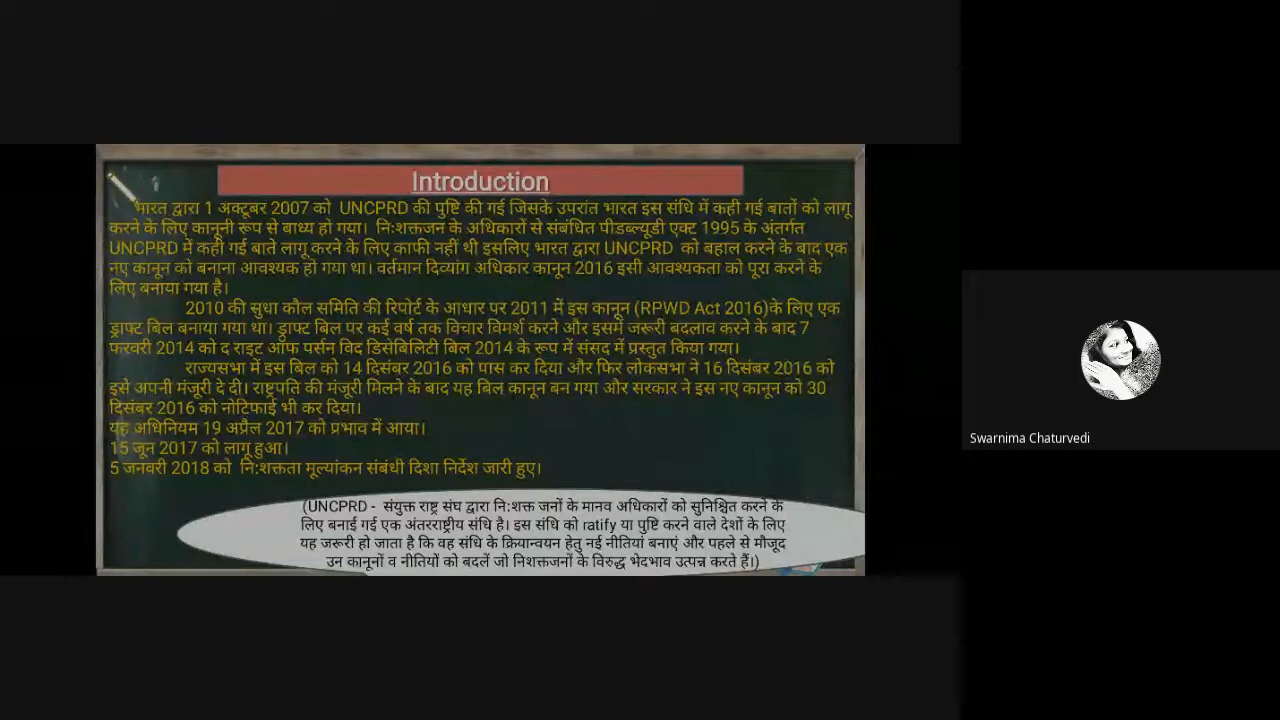 Introduction
भारत द्वारा 1 अक्टूबर 2007 को UNCPRD की पुष्टि की गई जिसके उपरांत भारत इस संधि में कही गई बातों को लागू
करने के लिए कानूनी रूप से बाध्य हो गया। नि:शक्तजन के अधिकारों से संबंधित पीडब्ल्यूडी एक्ट 1995 के अंतर्गत
UNCPRD में कही गई बाते लागू करने के लिए काफी नहीं थी इसलिए भारत द्वारा UNCPRD को बहाल करने के बाद एक
नए कानून को बनाना आवश्यक हो गया था। वर्तमान दिव्यांग अधिकार कानून 2016 इसी आवश्यकता को पूरा करने के
लिए बनाया गया है।
2010 की सुधा कौल समिति की रिपोर्ट के आधार पर 2011 में इस कानून (RPWD Act 2016)के लिए एक
ड्राफ्ट बिल बनाया गया था। ड्राफ्ट बिल पर कई वर्ष तक विचार विमर्श करने और इसमें जरूरी बदलाव करने के बाद 7
फरवरी 2014 को द राइट ऑफ पर्सन विद डिसेबिलिटी बिल 2014 के रूप में संसद में प्रस्तुत किया गया।
राज्यसभा में इस बिल को 14 दिसंबर 2016 को पास कर दिया और फिर लोकसभा ने 16 दिसंबर 2016 को
इसे अपनी मंजूरी दे दी। राष्ट्रपति की मंजूरी मिलने के बाद यह बिल कानून बन गया और सरकार ने इस नए कानून को 30
दिसंबर 2016 को नोटिफाई भी कर दिया।
यह अधिनियम 19 अप्रैल 2017 को प्रभाव में आया।
15 जून 2017 को लागू हुआ।
5 जनवरी 2018 को नि:शक्तता मूल्यांकन संबंधी दिशा निर्देश जारी हुए।
(UNCPRD - संयुक्त राष्ट्र संघ द्वारा नि:शक्त जनों के मानव अधिकारों को सुनिश्चित करने के
लिए बनाई गई एक अंतरराष्ट्रीय संधि है। इस संधि को ratify या पुष्टि करने वाले देशों के लिए
यह जरूरी हो जाता है कि वह संधि के क्रियान्वयन हेतु नई नीतियां बनाएं और पहले से मौजूद
उन कानूनों व नीतियों को बदलें जो निशक्तजनों के विरुद्ध भेदभाव उत्पन्न करते हैं।)
Swarnima Chaturvedi